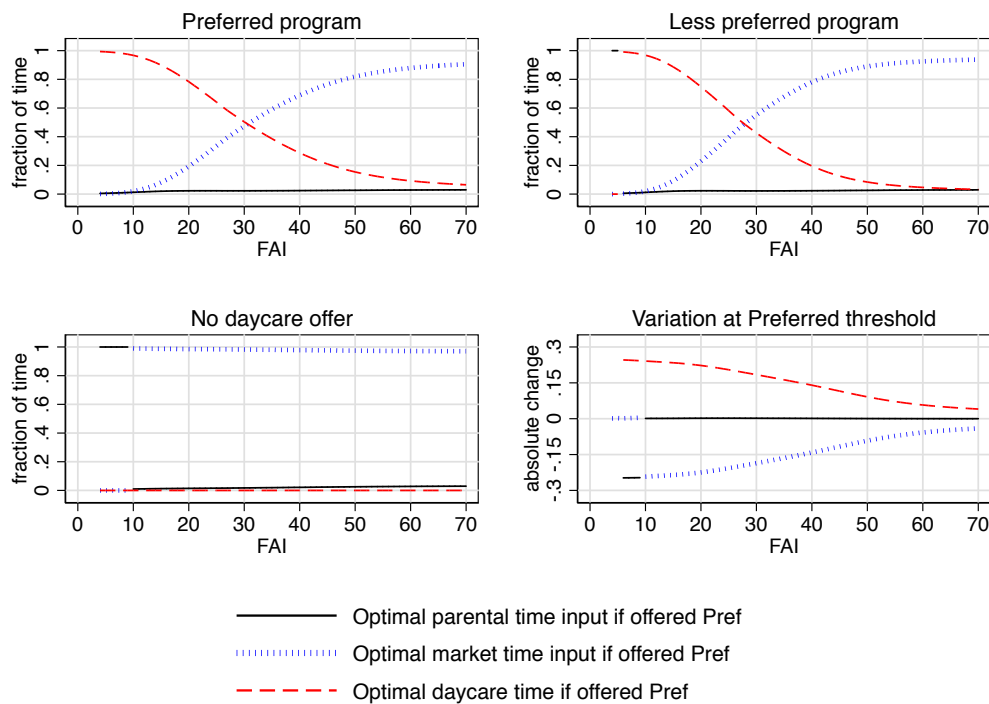 Preferred program
fraction of time
0 .2 .4 .6 .8 1
0 10 20 30 40 50 60 70
FAI
Less preferred program
fraction of time
0 .2 .4 .6 .8 1
0 10 20 30 40 50 60 70
FAI
No daycare offer
fraction of time
0 .2 .4 .6 .8 1
0 10 20 30 40 50 60 70
FAI
Variation at Preferred threshold
absolute change
-.3 -.15 0 .15 .3
0 10 20 30 40 50 60 70
FAI
Optimal parental time input if offered Pref
Optimal market time input if offered Pref
Optimal daycare time if offered Pref